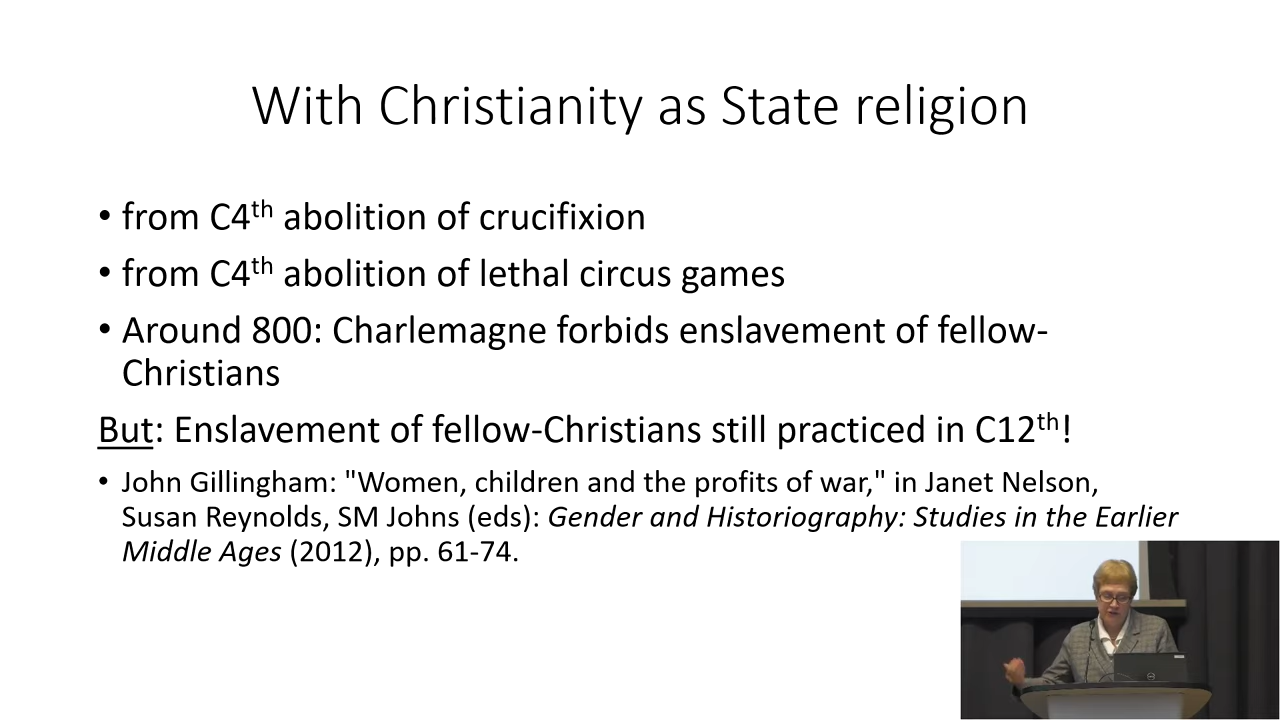 With Christianity as State religion
• from C4th abolition of crucifixion
• from C4th abolition of lethal circus games
• Around 800: Charlemagne forbids enslavement of fellow-
Christians
But: Enslavement of fellow-Christians still practiced in C12th!
• John Gillingham: "Women, children and the profits of war," in Janet Nelson,
Susan Reynolds, SM Johns (eds): Gender and Historiography: Studies in the Earlier
Middle Ages (2012), pp. 61-74.